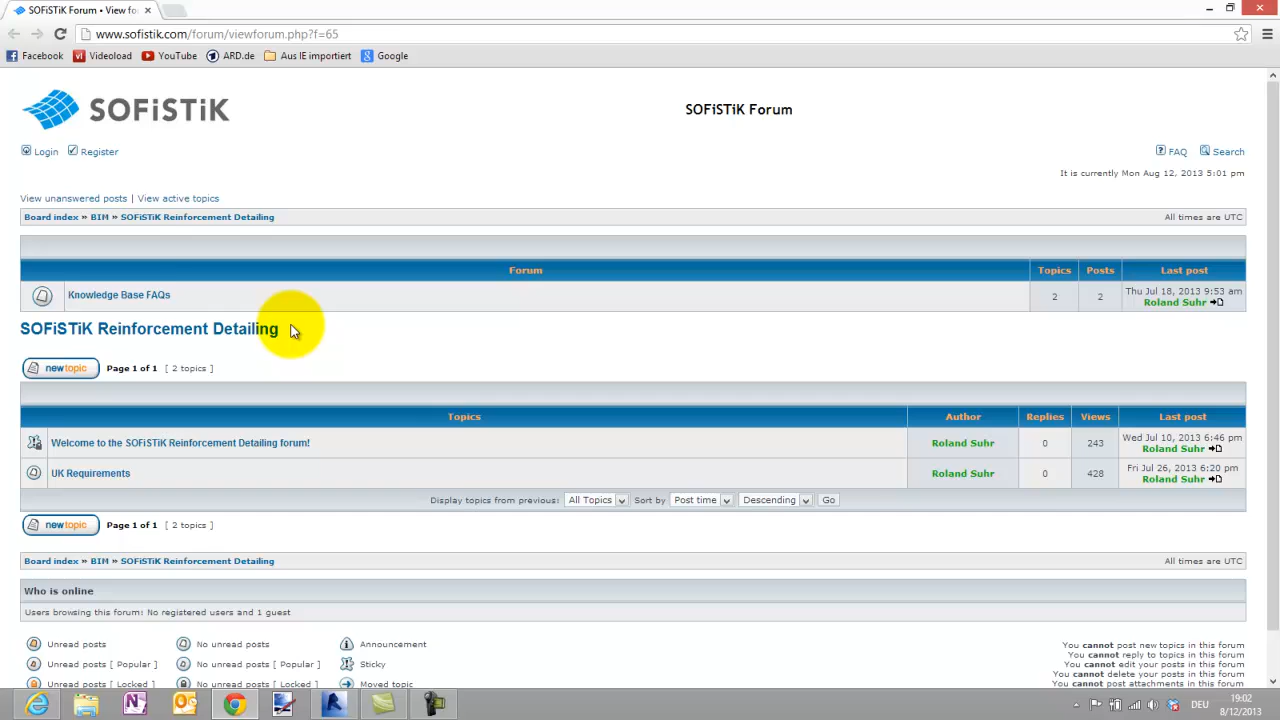 SOFiSTiK Forum • View fo
www.sofistik.com/forum/viewforum.php?f=65
Facebook Videoload YouTube ARD.de Aus IE importiert Google
SOFiSTiK
SOFiSTiK Forum
Login Register
FAQ Search
It is currently Mon Aug 12, 2013 5:01 pm
View unanswered posts | View active topics
Board index » BIM » SOFiSTiK Reinforcement Detailing
All times are UTC
Forum Topics Posts Last post
Knowledge Base FAQs 2 2 Thu Jul 18, 2013 9:53 am
Roland Suhr
SOFiSTiK Reinforcement Detailing
newtopic Page 1 of 1 [ 2 topics ]
Topics Author Replies Views Last post
Welcome to the SOFiSTiK Reinforcement Detailing forum! Roland Suhr 0 243 Wed Jul 10, 2013 6:46 pm
Roland Suhr
UK Requirements Roland Suhr 0 428 Fri Jul 26, 2013 6:20 pm
Roland Suhr
Display topics from previous: All Topics Sort by Post time Descending Go
newtopic Page 1 of 1 [ 2 topics ]
Board index » BIM » SOFiSTiK Reinforcement Detailing
All times are UTC
Who is online
Users browsing this forum: No registered users and 1 guest
Unread posts No unread posts Announcement
Unread posts [ Popular ] No unread posts [ Popular ] Sticky
Unread posts [ Locked ] No unread posts [ Locked ] Moved topic
You cannot post new topics in this forum
You cannot reply to topics in this forum
You cannot edit your posts in this forum
You cannot delete your posts in this forum
You cannot post attachments in this forum
DEU
19:02
8/12/2013